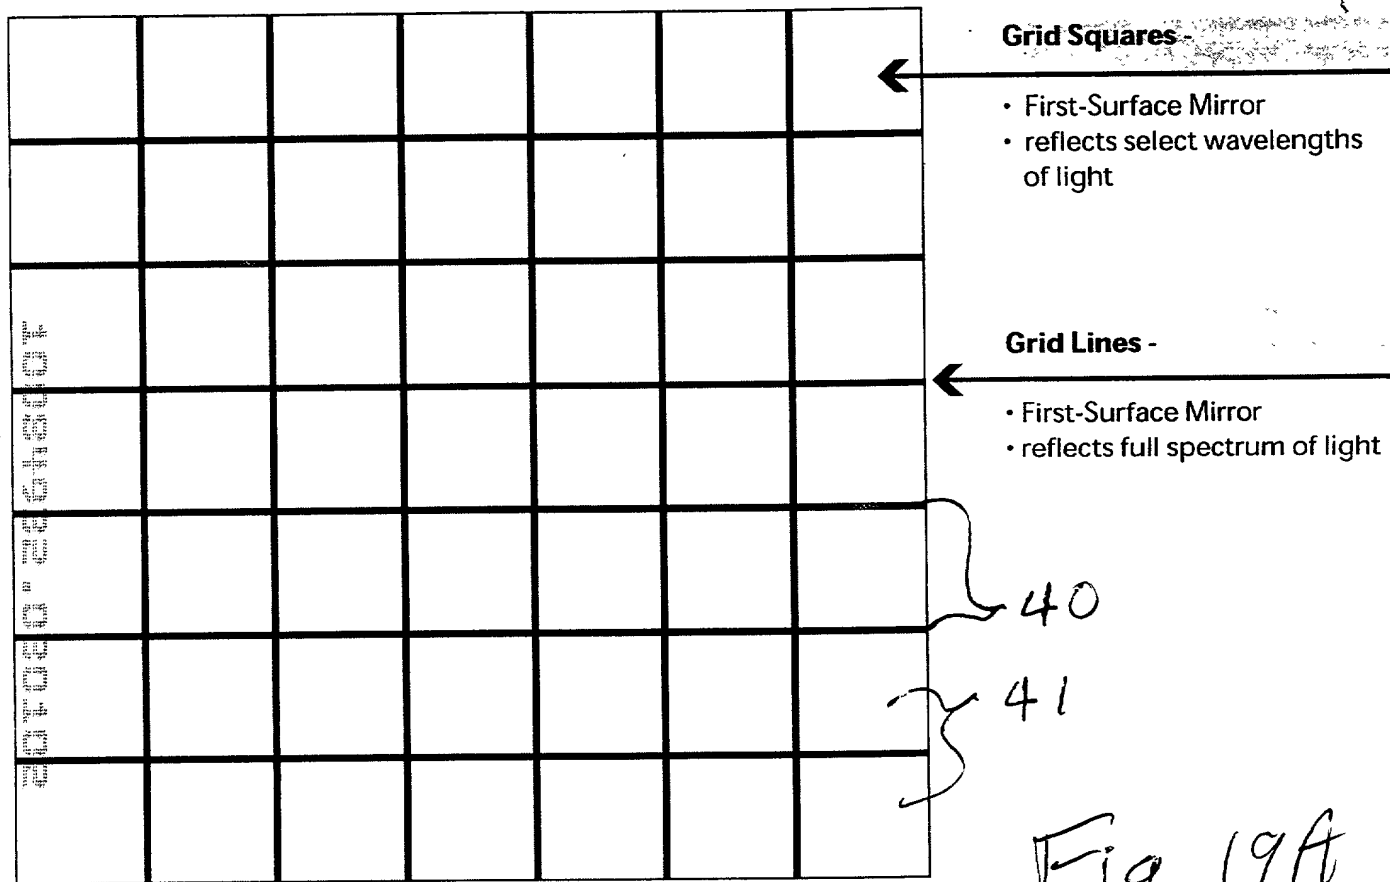 Grid Squares -
• First-Surface Mirror
• reflects select wavelengths
of light
Grid Lines -
• First-Surface Mirror
• reflects full spectrum of light
40
41
Fig 19A